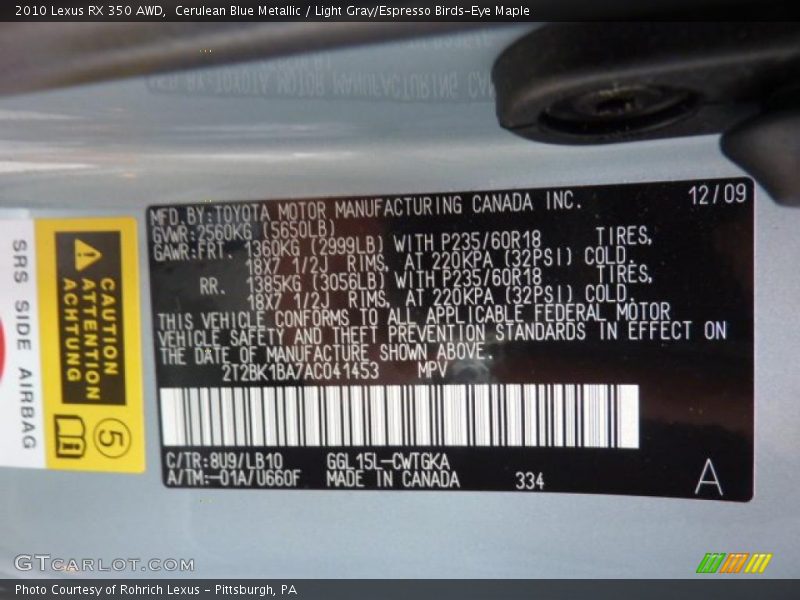 2010 Lexus RX 350 AWD,  Cerulean Blue Metallic / Light Gray/Espresso Birds-Eye Maple
MFD.BY:TOYOTA MOTOR MANUFACTURING CANADA INC. 12/09
GVWR:2560KG (5650LB)
GAWR:FRT. 1360KG (2999LB) WITH P235/60R18 TIRES,
18X7 1/2J RIMS, AT 220KPA (32PSI) COLD.
RR. 1385KG (3056LB) WITH P235/60R18 TIRES,
18X7 1/2J RIMS, AT 220KPA (32PSI) COLD.
THIS VEHICLE CONFORMS TO ALL APPLICABLE FEDERAL MOTOR
VEHICLE SAFETY AND THEFT PREVENTION STANDARDS IN EFFECT ON
THE DATE OF MANUFACTURE SHOWN ABOVE.
2T2BK1BA7AC041453 MPV
C/TR:8U9/LB10 GGL15L-CWTGKA
A/TM:-01A/U660F MADE IN CANADA 334 A
SRS SIDE AIRBAG
CAUTION
ATTENTION
ACHTUNG
5
GTCARLOT.COM
Photo Courtesy of Rohrich Lexus - Pittsburgh, PA